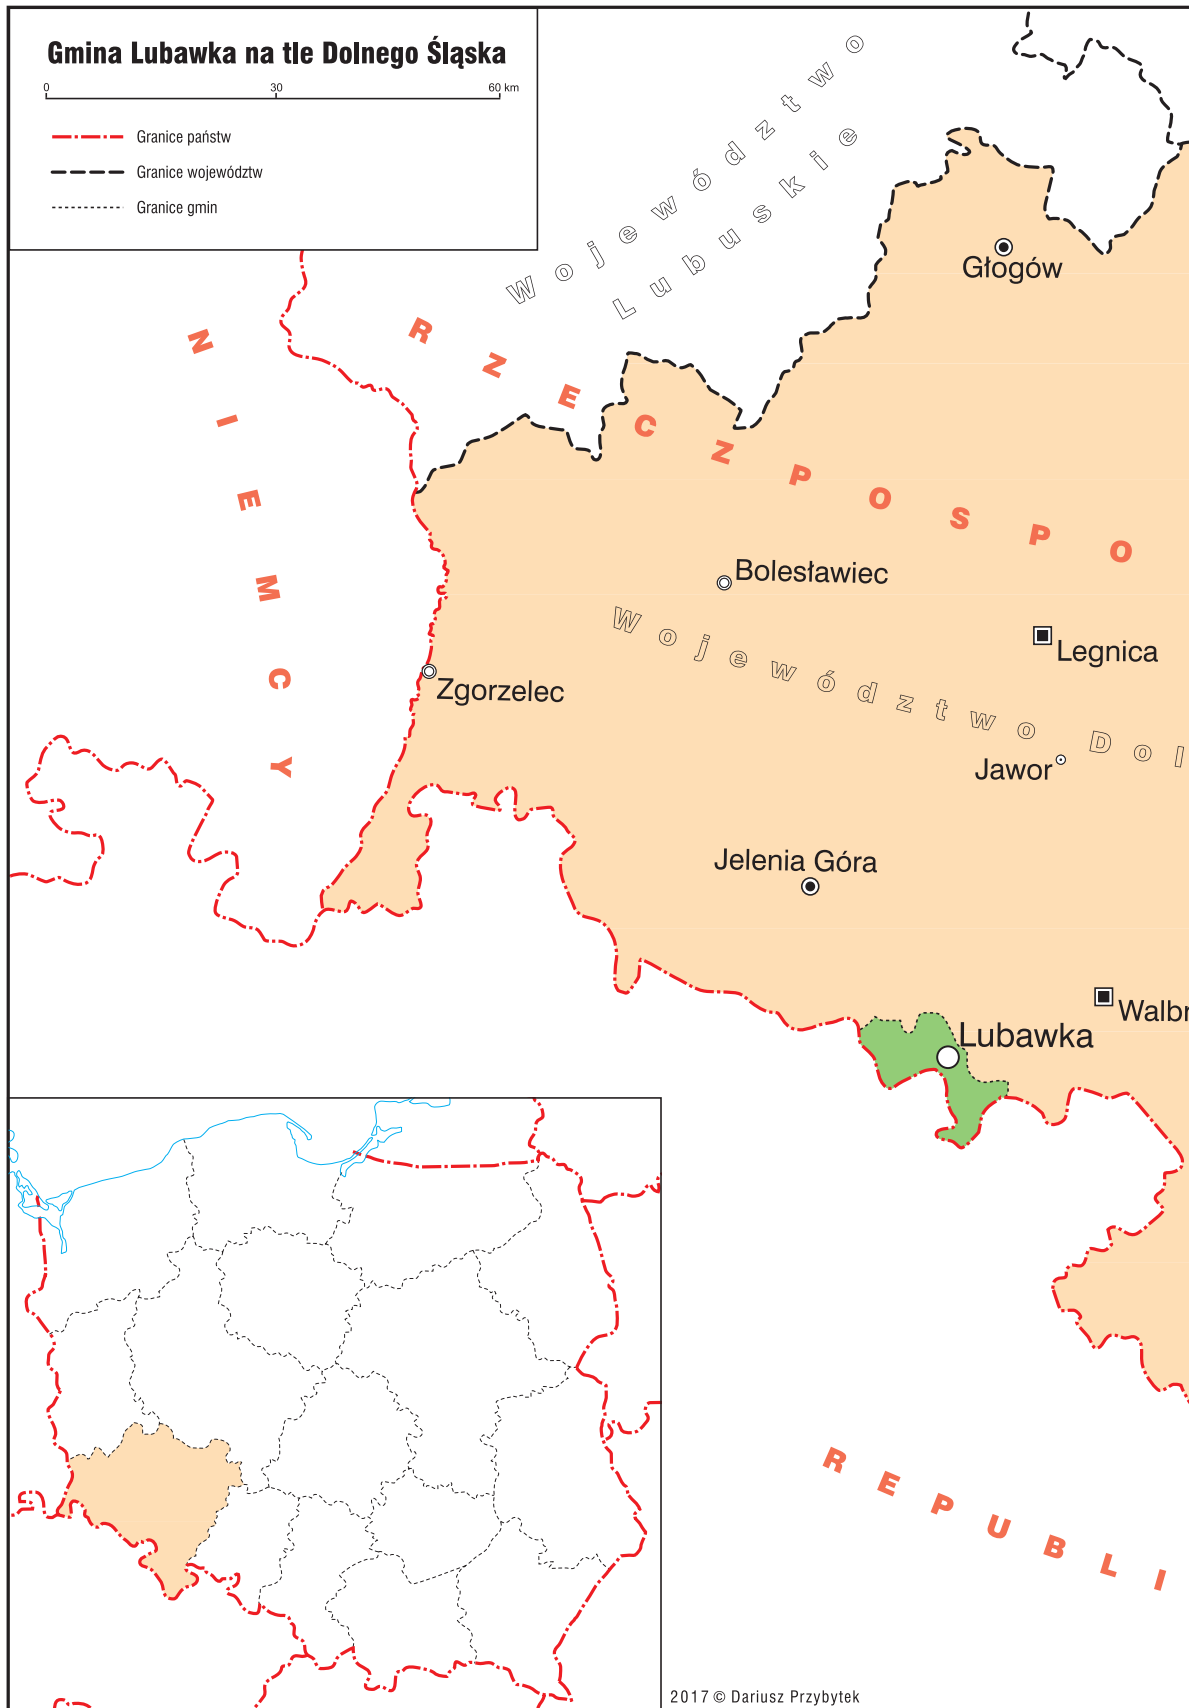 Gmina Lubawka na tle Dolnego Śląska
0 30 60 km
Granice państw
Granice województw
Granice gmin
Województwo
Lubuskie
NIEMCY
RZECZPOSPO
Głogów
Bolesławiec
Województwo Dol
Legnica
Zgorzelec
Jawor
Jelenia Góra
Wałbr
Lubawka
REPUBLI
2017 © Dariusz Przybytek